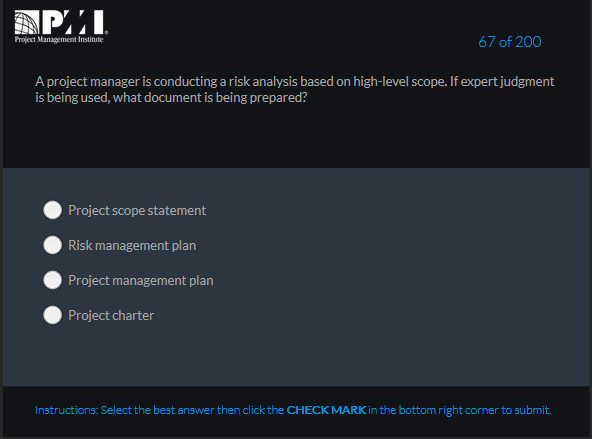 PMI.
Project Management Institute
67 of 200
A project manager is conducting a risk analysis based on high-level scope. If expert judgment
is being used, what document is being prepared?
Project scope statement
Risk management plan
Project management plan
Project charter
Instructions: Select the best answer then click the CHECK MARK in the bottom right corner to submit.